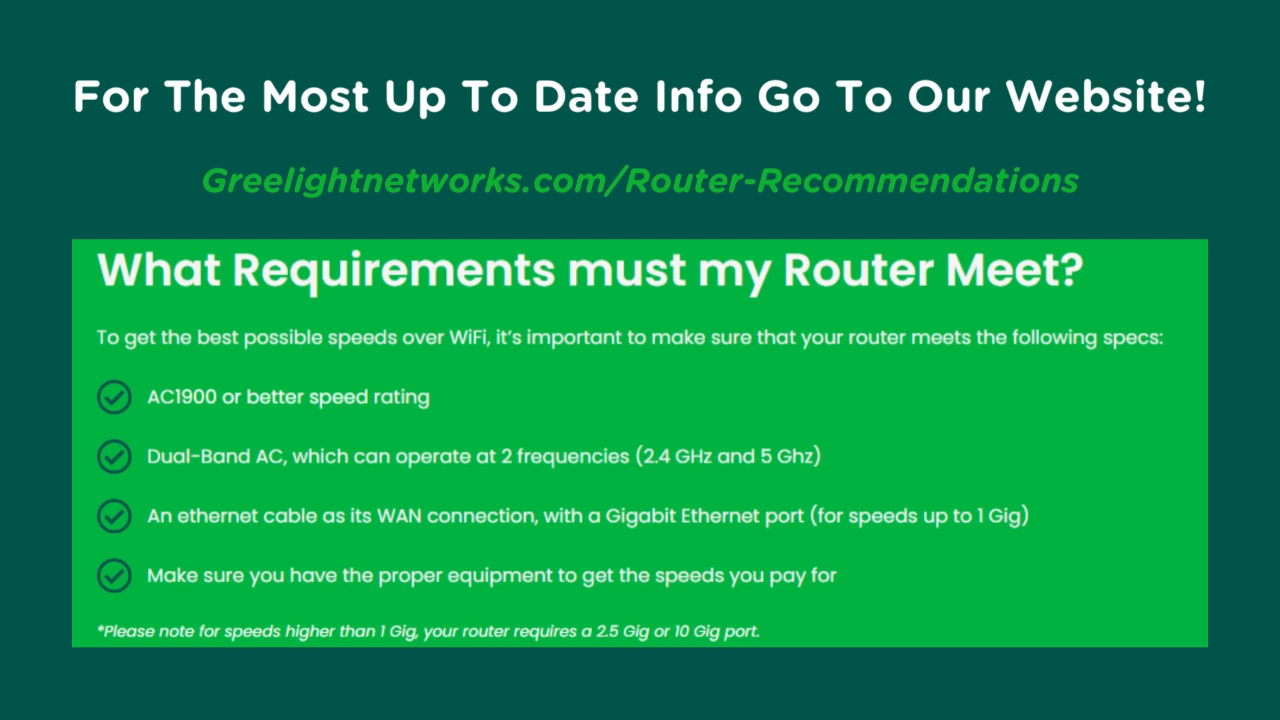 For The Most Up To Date Info Go To Our Website!
Greelightnetworks.com/Router-Recommendations
What Requirements must my Router Meet?
To get the best possible speeds over WiFi, it's important to make sure that your router meets the following specs:
AC1900 or better speed rating
Dual-Band AC, which can operate at 2 frequencies (2.4 GHz and 5 Ghz)
An ethernet cable as its WAN connection, with a Gigabit Ethernet port (for speeds up to 1 Gig)
Make sure you have the proper equipment to get the speeds you pay for
*Please note for speeds higher than 1 Gig, your router requires a 2.5 Gig or 10 Gig port.